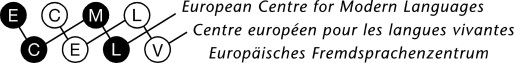 E C M L European Centre for Modern Languages
C E L V Centre européen pour les langues vivantes
Europäisches Fremdsprachenzentrum